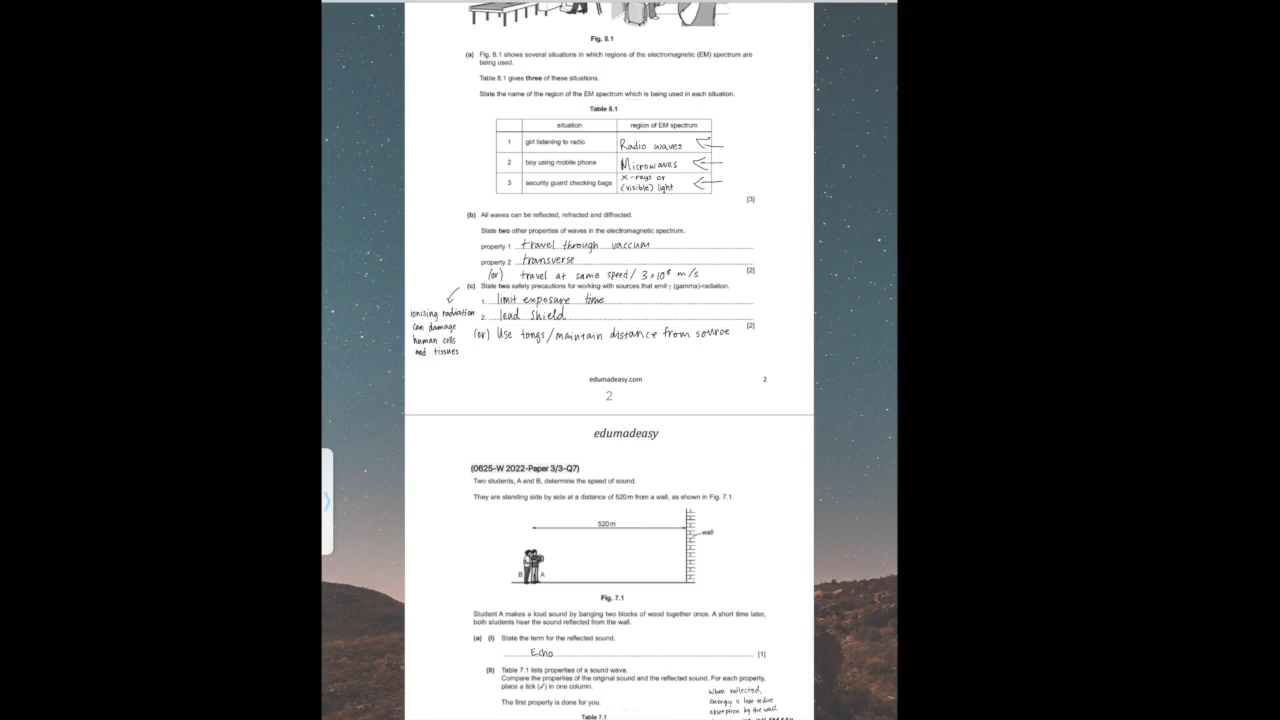 Fig. 8.1
(a) Fig. 8.1 shows several situations in which regions of the electromagnetic (EM) spectrum are
being used.
Table 8.1 gives three of these situations.
State the name of the region of the EM spectrum which is being used in each situation.
Table 8.1
situation region of EM spectrum
1 girl listening to radio Radio waves
2 boy using mobile phone Microwaves
3 security guard checking bags X-rays or
(visible) light
[3]
(b) All waves can be reflected, refracted and diffracted.
State two other properties of waves in the electromagnetic spectrum.
property 1 travel through vaccum
property 2 transverse
[2]
(or) travel at same speed / 3×10⁸ m/s
(c) State two safety precautions for working with sources that emit γ (gamma)-radiation.
1. limit exposure time
2. lead shield
[2]
(or) Use tongs/maintain distance from source
ionising radiation
can damage
human cells
and tissues
edumadeasy.com 2
2
edumadeasy
(0625-W 2022-Paper 3/3-Q7)
Two students, A and B, determine the speed of sound.
They are standing side by side at a distance of 520 m from a wall, as shown in Fig. 7.1.
520 m
wall
B A
Fig. 7.1
Student A makes a loud sound by banging two blocks of wood together once. A short time later,
both students hear the sound reflected from the wall.
(a) (i) State the term for the reflected sound.
Echo [1]
(ii) Table 7.1 lists properties of a sound wave.
Compare the properties of the original sound and the reflected sound. For each property,
place a tick (✓) in one column.
The first property is done for you.
When reflected,
energy is lost due
absorption by the wall
Table 7.1